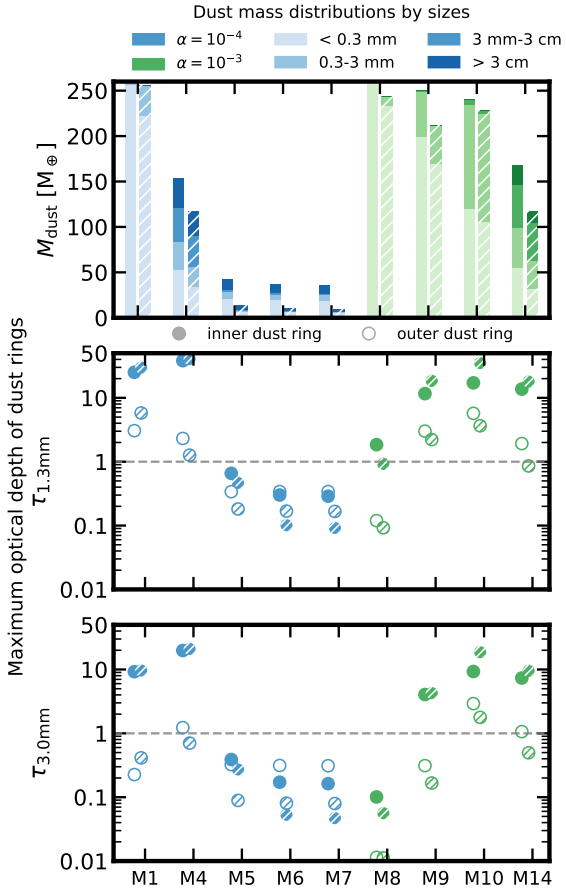 Dust mass distributions by sizes
α = 10⁻⁴ < 0.3 mm 3 mm-3 cm
α = 10⁻³ 0.3-3 mm > 3 cm
M_dust [M_⊕]
250
200
150
100
50
0
inner dust ring outer dust ring
Maximum optical depth of dust rings
τ_1.3mm
50
10
1
0.1
0.01
τ_3.0mm
50
10
1
0.1
0.01
M1 M4 M5 M6 M7 M8 M9 M10 M14